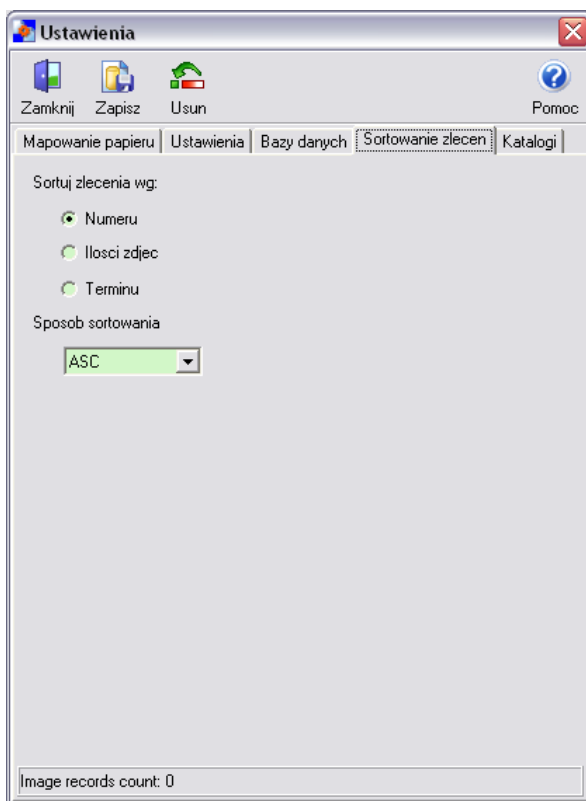 Ustawienia
Zamknij Zapisz Usun Pomoc
Mapowanie papieru Ustawienia Bazy danych Sortowanie zlecen Katalogi
Sortuj zlecenia wg:
Numeru
Ilosci zdjec
Terminu
Sposob sortowania
ASC
Image records count: 0